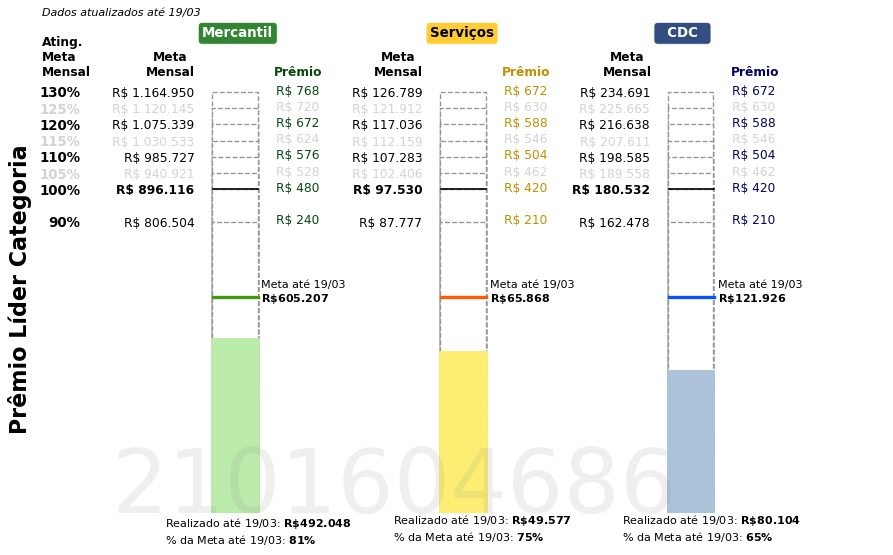 Dados atualizados até 19/03
Mercantil Serviços CDC
Ating.
Meta Meta Meta Meta
Mensal Mensal Prêmio Mensal Prêmio Mensal Prêmio
130% R$ 1.164.950 R$ 768 R$ 126.789 R$ 672 R$ 234.691 R$ 672
125% R$ 1.120.145 R$ 720 R$ 121.912 R$ 630 R$ 225.665 R$ 630
120% R$ 1.075.339 R$ 672 R$ 117.036 R$ 588 R$ 216.638 R$ 588
115% R$ 1.030.533 R$ 624 R$ 112.159 R$ 546 R$ 207.611 R$ 546
110% R$ 985.727 R$ 576 R$ 107.283 R$ 504 R$ 198.585 R$ 504
105% R$ 940.921 R$ 528 R$ 102.406 R$ 462 R$ 189.558 R$ 462
100% R$ 896.116 R$ 480 R$ 97.530 R$ 420 R$ 180.532 R$ 420
90% R$ 806.504 R$ 240 R$ 87.777 R$ 210 R$ 162.478 R$ 210
Prêmio Líder Categoria
Meta até 19/03 Meta até 19/03 Meta até 19/03
R$605.207 R$65.868 R$121.926
2101604686
Realizado até 19/03: R$492.048 Realizado até 19/03: R$49.577 Realizado até 19/03: R$80.104
% da Meta até 19/03: 81% % da Meta até 19/03: 75% % da Meta até 19/03: 65%